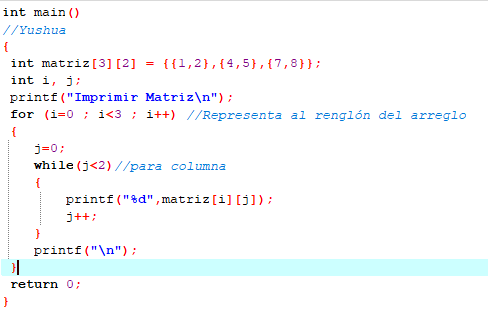 int main()
//Yushua
{
int matriz[3][2] = {{1,2},{4,5},{7,8}};
int i, j;
printf("Imprimir Matriz\n");
for (i=0 ; i<3 ; i++) //Representa al renglón del arreglo
{
j=0;
while(j<2)//para columna
{
printf("%d",matriz[i][j]);
j++;
}
printf("\n");
}
return 0;
}